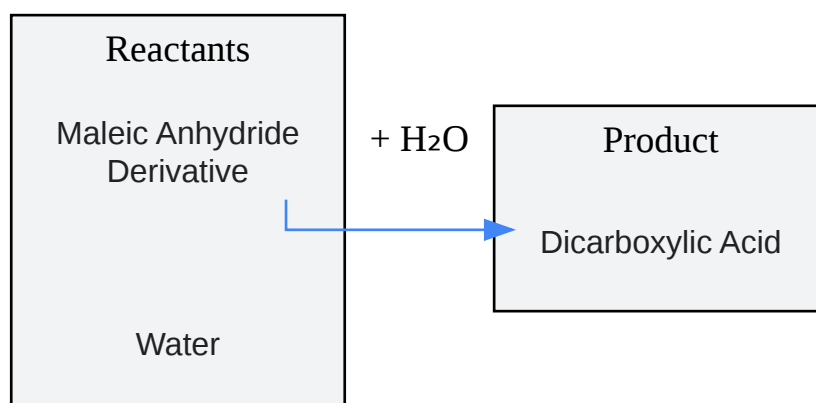 Reactants
Maleic Anhydride
Derivative
Water
+ H₂O
Product
Dicarboxylic Acid